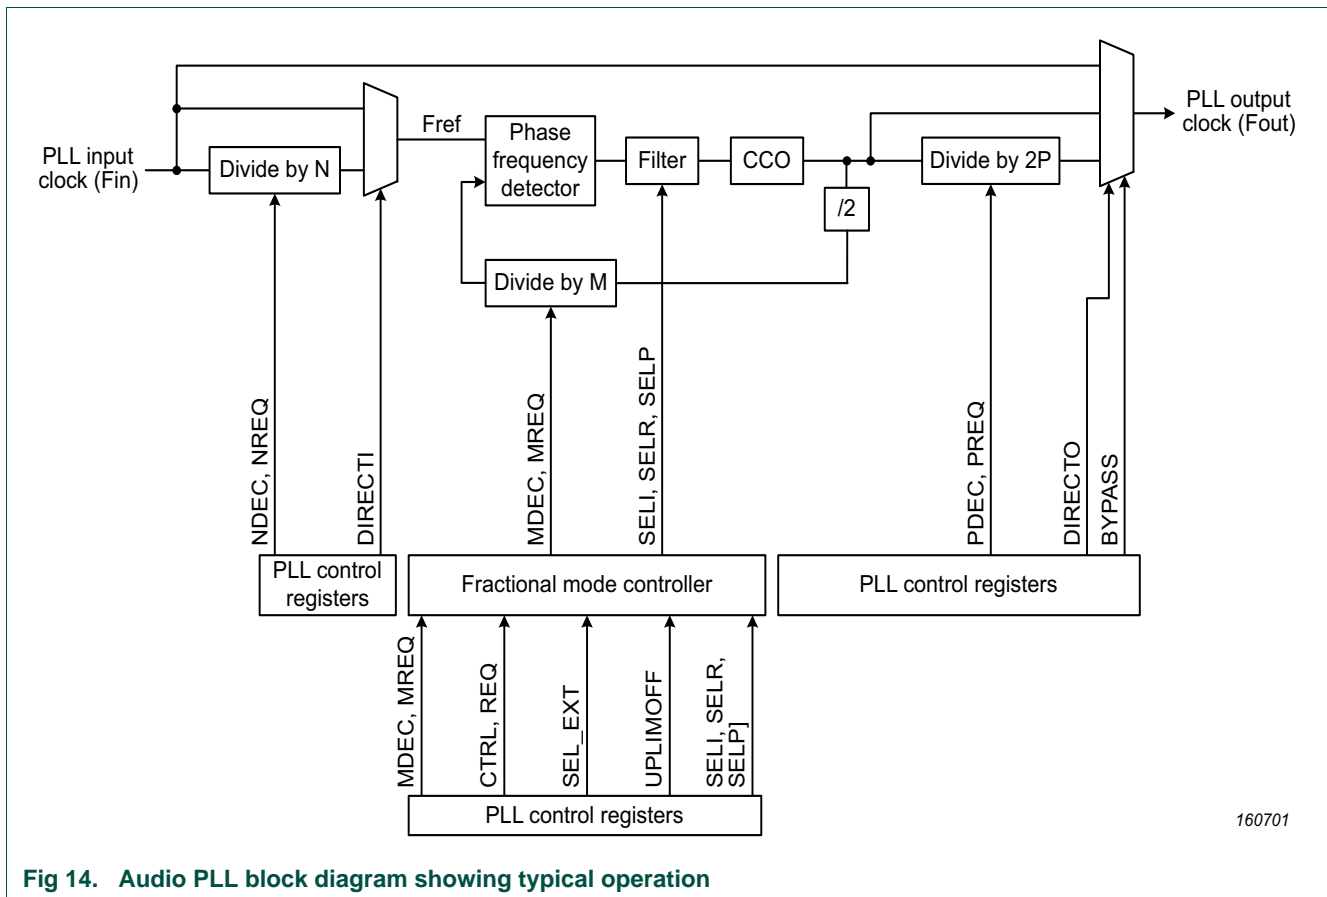 PLL input
clock (Fin)
Divide by N
Fref
Phase
frequency
detector
Filter
CCO
/2
Divide by 2P
PLL output
clock (Fout)
Divide by M
NDEC, NREQ
DIRECTI
MDEC, MREQ
SELI, SELR, SELP
PDEC, PREQ
DIRECTO
BYPASS
PLL control
registers
Fractional mode controller
PLL control registers
MDEC, MREQ
CTRL, REQ
SEL_EXT
UPLIMOFF
SELI, SELR,
SELP]
PLL control registers
160701
Fig 14. Audio PLL block diagram showing typical operation